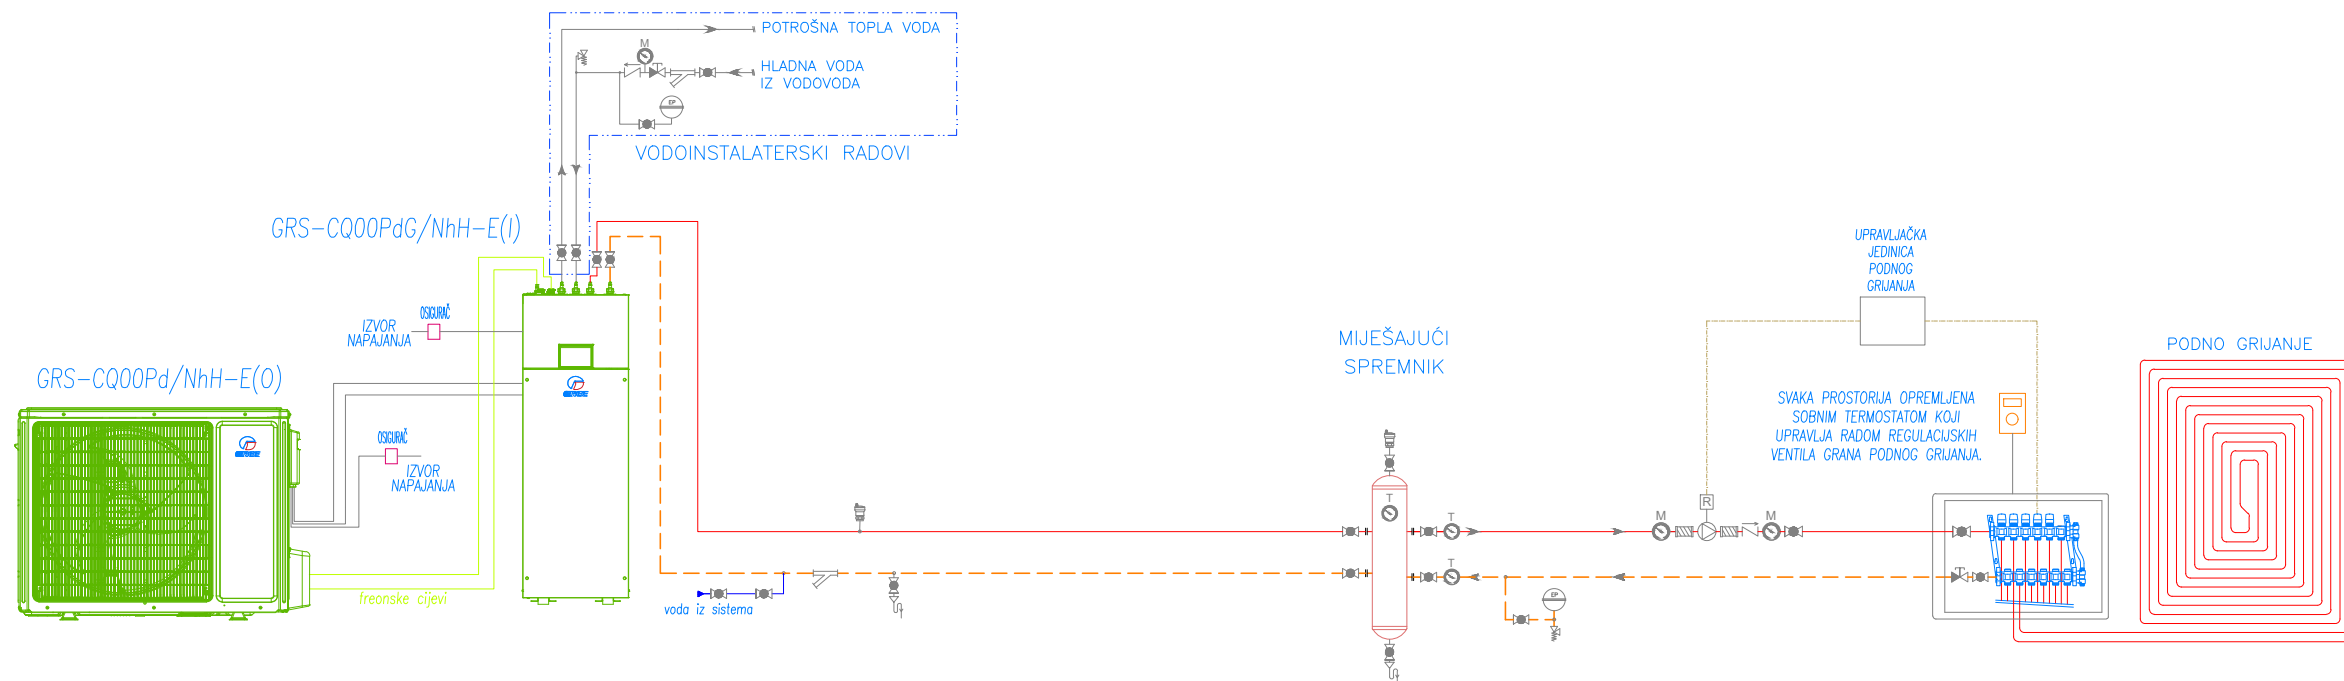 POTROŠNA TOPLA VODA
M
HLADNA VODA
IZ VODOVODA
EP
VODOINSTALATERSKI RADOVI
GRS-CQ00PdG/NhH-E(I)
OSIGURAČ
IZVOR
NAPAJANJA
GRS-CQ00Pd/NhH-E(O)
OSIGURAČ
IZVOR
NAPAJANJA
freonske cijevi
voda iz sistema
MIJEŠAJUĆI
SPREMNIK
T
T
T
EP
M
R
M
UPRAVLJAČKA
JEDINICA
PODNOG
GRIJANJA
SVAKA PROSTORIJA OPREMLJENA
SOBNIM TERMOSTATOM KOJI
UPRAVLJA RADOM REGULACIJSKIH
VENTILA GRANA PODNOG GRIJANJA.
PODNO GRIJANJE